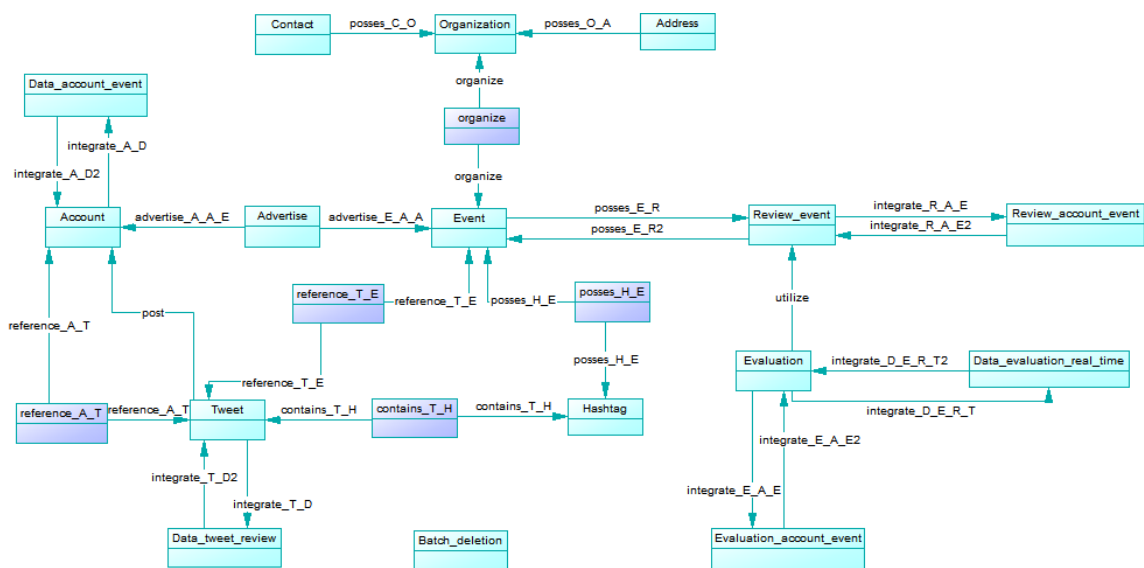 Contact
posses_C_O
Organization
posses_O_A
Address
Data_account_event
organize
organize
integrate_A_D
organize
integrate_A_D2
Account
advertise_A_A_E
Advertise
advertise_E_A_A
Event
posses_E_R
posses_E_R2
Review_event
integrate_R_A_E
integrate_R_A_E2
Review_account_event
reference_T_E
reference_T_E
posses_H_E
posses_H_E
utilize
reference_A_T
post
posses_H_E
Evaluation
integrate_D_E_R_T2
Data_evaluation_real_time
reference_T_E
reference_A_T
reference_A_T
Tweet
contains_T_H
contains_T_H
contains_T_H
Hashtag
integrate_D_E_R_T
integrate_E_A_E2
integrate_T_D2
integrate_E_A_E
integrate_T_D
Data_tweet_review
Batch_deletion
Evaluation_account_event